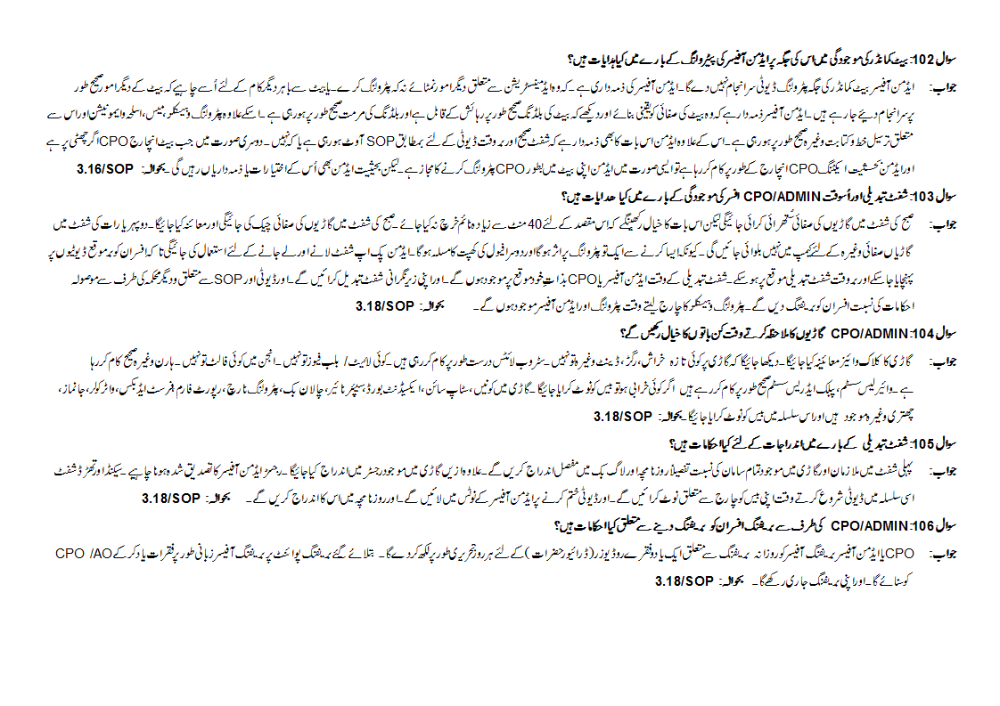 سوال 102: بیٹ کمانڈر کی موجودگی میں اس کی جگہ پر ایڈمن آفیسر کی پیٹرولنگ کے بارے میں کیا ہدایات ہیں؟
جواب: ایڈمن آفیسر بیٹ کمانڈر کی جگہ پٹرولنگ ڈیوٹی سرانجام نہیں دے گا۔ ایڈمن آفیسر کی ذمہ داری ہے ۔ کہ وہ ایڈمنسٹریشن سے متعلق دیگر امور نمٹائے نہ کہ پٹرولنگ کرے۔ یا بیٹ سے باہر دیگر کام کے لئے اُسے چاہیے کہ بیٹ کے دیگر امور صحیح طور
پر سرانجام دیئے جا رہے ہیں ۔ ایڈمن آفیسر ذمہ دار ہے کہ وہ بیٹ کی صفائی کو یقینی بنائے اور دیکھے کہ بیٹ کی بلڈنگ صحیح طور پر رہائش کے قابل ہے اور بلڈنگ کی مرمت صحیح طور پر ہو رہی ہے ۔ اسکے علاوہ پٹرولنگ وہیکلز، میس، اسلحہ و ایمونیشن اور اس سے
متعلق ترسیل خط و کتابت وغیرہ صحیح طور پر ہو رہی ہے۔ اس کے علاوہ ایڈمن اس بات کا بھی ذمہ دار ہے کہ شفٹ صحیح اور بروقت ڈیوٹی کے لئے بمطابق SOP آوٹ ہو رہی ہے یا کہ نہیں ۔ دوسری صورت میں جب بیٹ انچارج CPO اگر چھٹی پر ہے
اور ایڈمن بحیثیت ایکٹنگ CPO انچارج کے طور پر کام کر رہا ہے تو ایسی صورت میں ایڈمن اپنی بیٹ میں بطور CPO پٹرولنگ کرنے کا مجاز ہے۔ لیکن بحیثیت ایڈمن بھی اُس کے اختیارات یا ذمہ داریاں رہیں گی ۔ بحوالہ: 3.16/SOP
سوال 103: شفٹ تبدیلی اور اُسوقت CPO/ADMIN افسر کی موجودگی کے بارے میں کیا ھدایات ہیں؟
جواب: صبح کی شفٹ میں گاڑیوں کی صفائی ستھرائی کرائی جائیگی لیکن اس بات کا خیال رکھیں گے کہ اس مقصد کے لئے 40 منٹ سے زیادہ ٹائم خرچ نہ کیا جائے ۔ صبح کی شفٹ میں گاڑیوں کی صفائی چیک کی جائیگی اور معائنہ کیا جائیگا۔ دوپہر یا رات کی شفٹ میں
گاڑیاں صفائی وغیرہ کے لئے کیمپ میں نہیں بلوائی جائیں گی ۔ کیونکہ ایسا کرنے سے ایک تو پٹرولنگ پر اثر ہوگا اور دوسرا فیول کی کھپت کا مسئلہ ہوگا۔ ایڈمن پک اپ شفٹ لانے اور لے جانے کے لئے استعمال کی جائیگی تا کہ افسران کو بر موقع ڈیوٹیوں پر
پہنچایا جا سکے اور بروقت شفٹ تبدیلی موقع پر ہو سکے ۔ شفٹ تبدیلی کے وقت ایڈمن آفیسر یا CPO بذاتِ خود موقع پر موجود ہوں گے ۔ اور اپنی زیر نگرانی شفٹ تبدیل کرائیں گے ۔ اور ڈیوٹی اور SOP سے متعلق و دیگر محکمہ کی طرف سے موصولہ
احکامات کی نسبت افسران کو بریفنگ دیں گے۔ پٹرولنگ وہیکلز کا چارج لیتے وقت پٹرولنگ اور ایڈمن آفیسر موجود ہوں گے ۔ بحوالہ: 3.18/SOP
سوال 104: CPO/ADMIN گاڑیوں کا ملاحظہ کرتے وقت کن باتوں کا خیال رکھیں گے؟
جواب: گاڑی کا کلاک وائیز معائینہ کیا جائیگا۔ دیکھا جائیگا کہ گاڑی پر کوئی تازہ خراش، رگڑ، ڈینٹ وغیرہ تو نہیں ۔ سٹروب لائٹس درست طور پر کام کر رہی ہیں ۔ کوئی لائیٹ / بلب فیوز تو نہیں ۔ انجن میں کوئی فالٹ تو نہیں ۔ ہارن وغیرہ صحیح کام کر رہا
ہے۔ وائیرلیس سسٹم، پبلک ایڈریس سسٹم صحیح طور پر کام کر رہے ہیں اگر کوئی خرابی ہو تو بیس کو نوٹ کرایا جائیگا۔ گاڑی میں کونیں، سٹاپ سائن، ایکسیڈنٹ بورڈ، سپئیر ٹائیر، چالان بک، پٹرولنگ ٹارچ، رپورٹ فارم، فرسٹ ایڈ بکس، واٹر کولر، جائنماز،
چھتری وغیرہ موجود ہیں اور اس سلسلہ میں بیس کو نوٹ کرایا جائیگا۔ بحوالہ: 3.18/SOP
سوال 105: شفٹ تبدیلی کے بارے میں اندراجات کے لئے کیا احکامات ہیں؟
جواب: پہلی شفٹ میں ملازمان اور گاڑی میں موجود تمام سامان کی نسبت تفصیلاً روزنامچہ اور لاگ بک میں مفصل اندراج کریں گے۔ علاوہ ازیں گاڑی میں موجود رجسٹر میں اندراج کیا جائیگا۔ رجسٹر ایڈمن آفیسر کا تصدیق شدہ ہونا چاہیے ۔ سیکنڈ اور تھرڈ شفٹ
اسی سلسلہ میں ڈیوٹی شروع کرتے وقت اپنی بیس کو چارج سے متعلق نوٹ کرائیں گے ۔ اور ڈیوٹی ختم کرنے پر ایڈمن آفیسر کے نوٹس میں لائیں گے ۔ اور روزنامچہ میں اس کا اندراج کریں گے ۔ بحوالہ: 3.18/SOP
سوال 106: CPO/ADMIN کی طرف سے بریفنگ افسران کو بریفنگ دینے سے متعلق کیا احکامات ہیں؟
جواب: CPO یا ایڈمن آفیسر بریفنگ آفیسر کو روزانہ بریفنگ سے متعلق ایک یا دو فقرے روڈ یوزر (ڈرائیور حضرات) کے لئے ہر روز تحریری طور پر لکھ کر دے گا ۔ بتلائے گئے بریفنگ پوائنٹ پر بریفنگ آفیسر زبانی طور پر فقرات یاد کر کے CPO /AO
کو سنائے گا۔ اور اپنی بریفنگ جاری رکھے گا۔ بحوالہ: 3.18/SOP